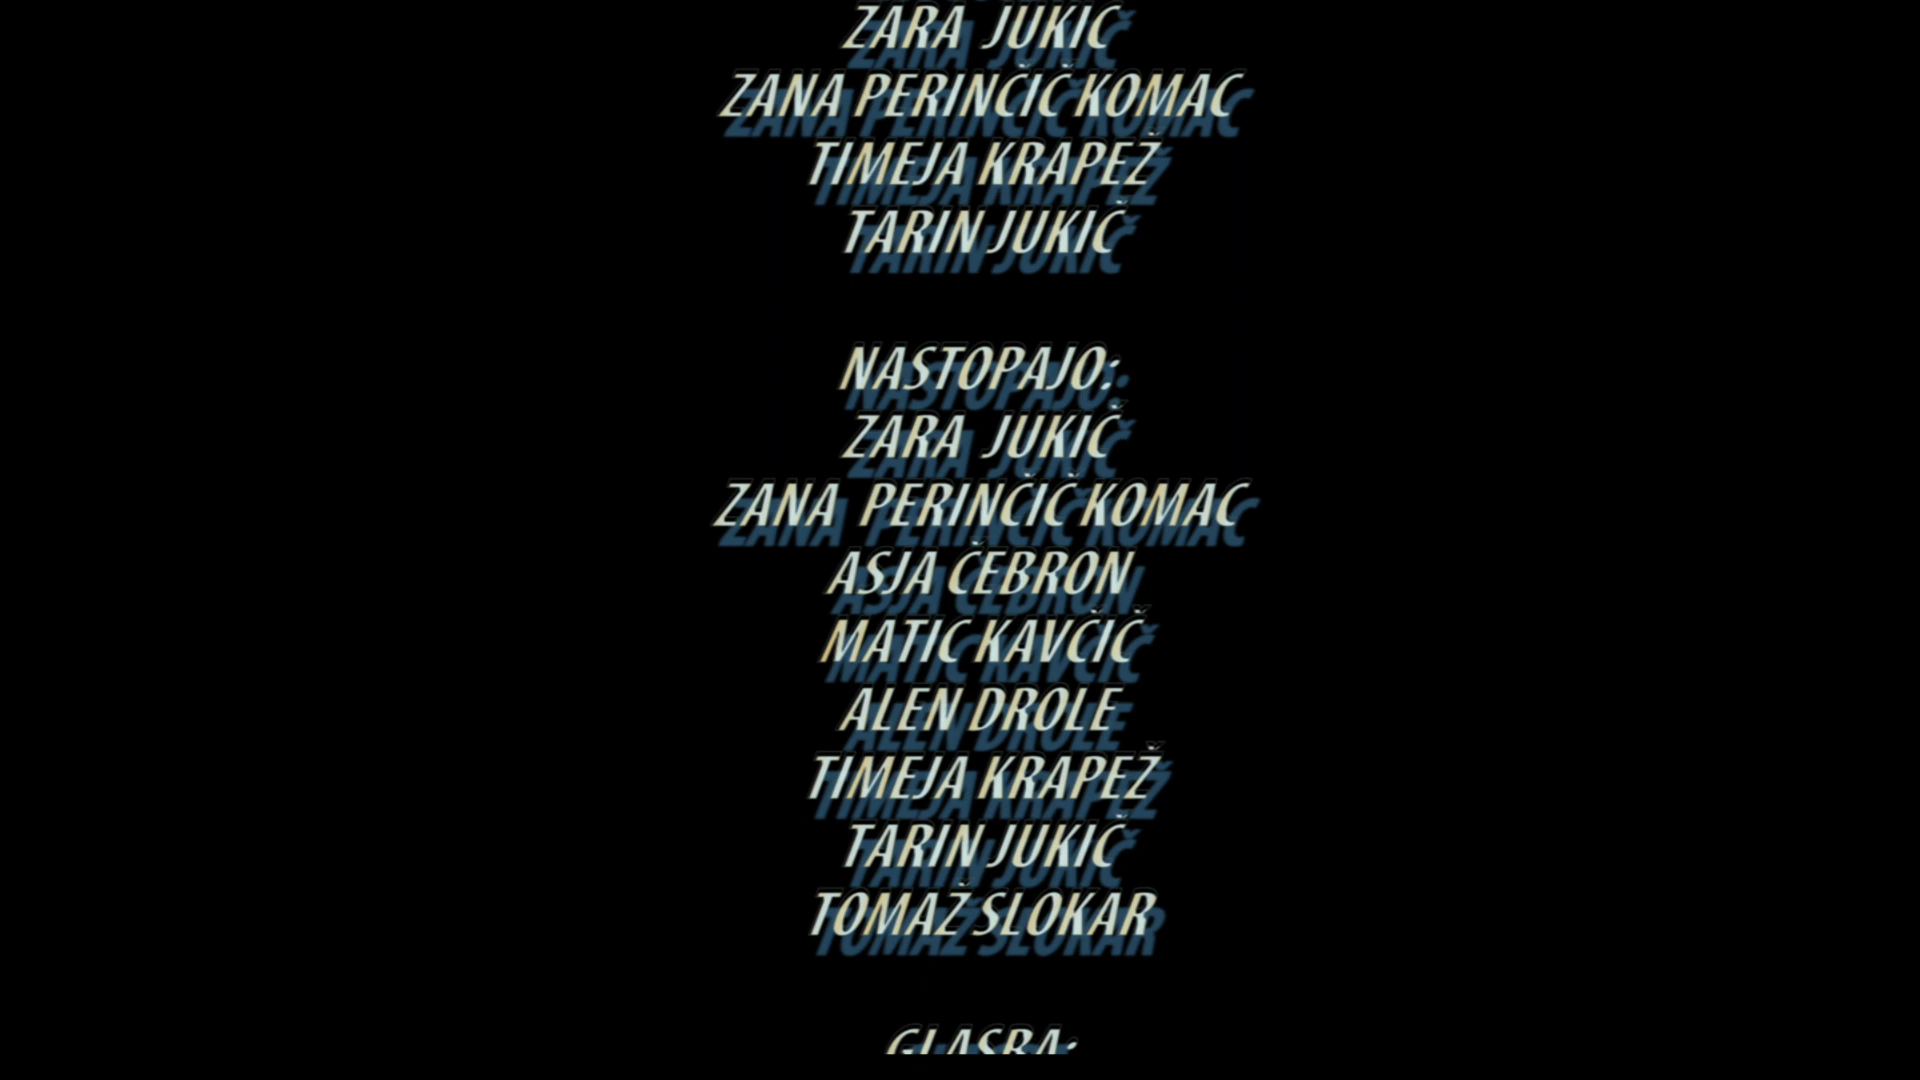 ZARA JUKIČ
ZANA PERINČIČ KOMAC
TIMEJA KRAPEŽ
TARIN JUKIČ
NASTOPAJO:
ZARA JUKIČ
ZANA PERINČIČ KOMAC
ASJA ČEBRON
MATIC KAVČIČ
ALEN DROLE
TIMEJA KRAPEŽ
TARIN JUKIČ
TOMAŽ SLOKAR
GLASBA: